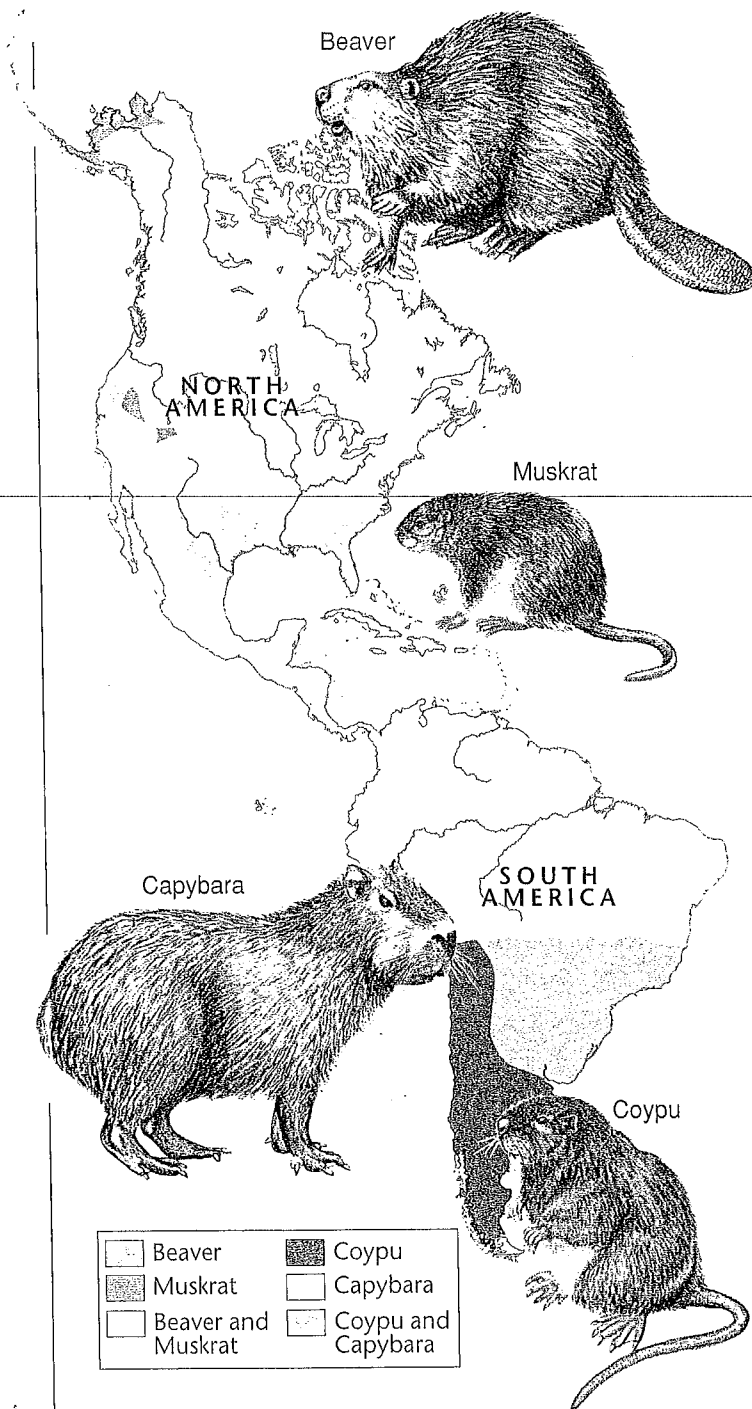 Beaver
NORTH
AMERICA
Muskrat
Capybara
SOUTH
AMERICA
Coypu
Beaver
Muskrat
Beaver and
Muskrat
Coypu
Capybara
Coypu and
Capybara